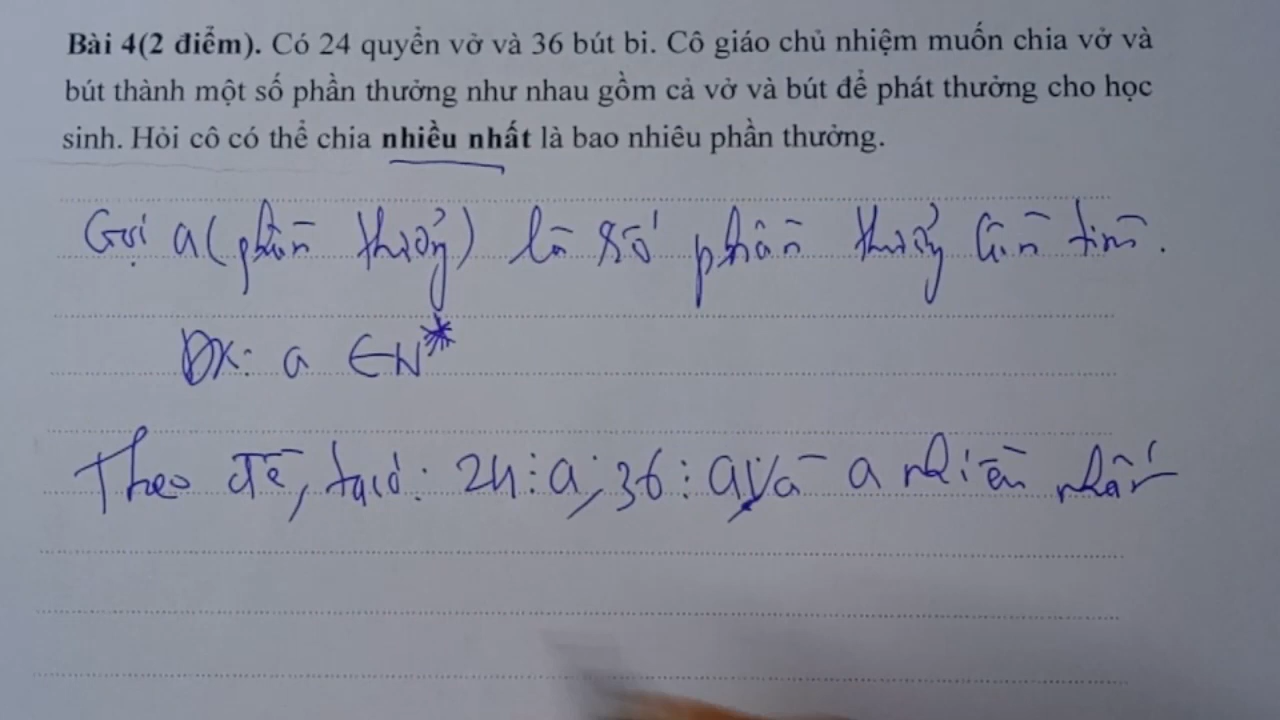 Bài 4(2 điểm). Có 24 quyển vở và 36 bút bi. Cô giáo chủ nhiệm muốn chia vở và
bút thành một số phần thưởng như nhau gồm cả vở và bút để phát thưởng cho học
sinh. Hỏi cô có thể chia nhiều nhất là bao nhiêu phần thưởng.
Gọi a (phần thưởng) là số phần thưởng cần tìm.
ĐK: a ∈ N*
Theo đề, ta có: 24 ⋮ a; 36 ⋮ a và a nhiều nhất